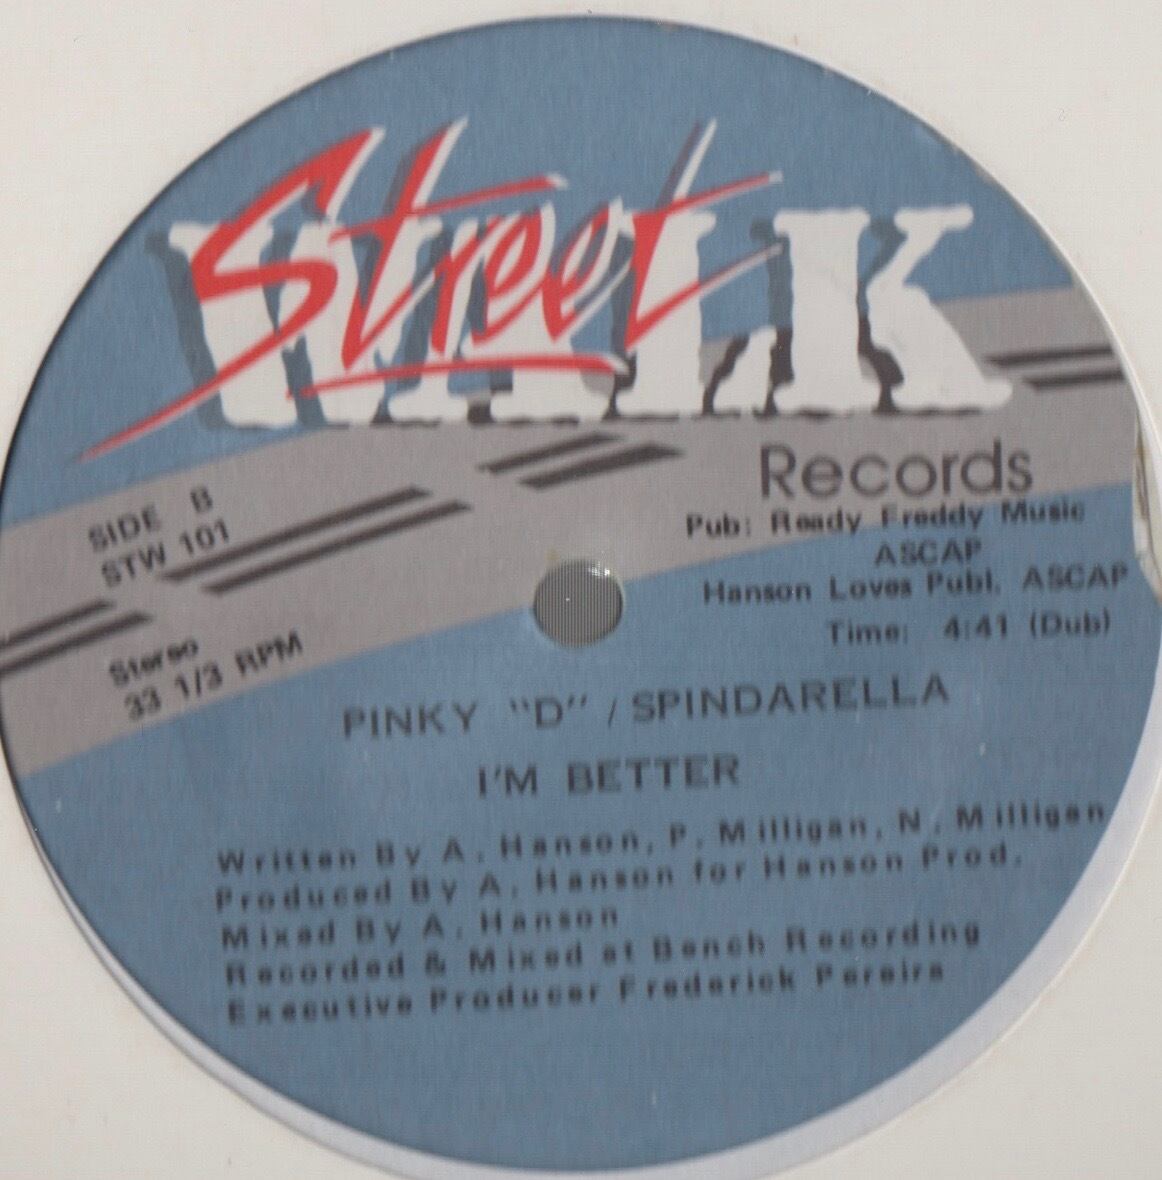 Street
WALK
Records
SIDE B
STW 101
Stereo
33 1/3 RPM
Pub: Ready Freddy Music
ASCAP
Hanson Loves Publ. ASCAP
Time: 4:41 (Dub)
PINKY "D" / SPINDARELLA
I'M BETTER
Written By A. Hanson, P. Milligan, N. Milligan
Produced By A. Hanson for Hanson Prod.
Mixed By A. Hanson
Recorded & Mixed at Bench Recording
Executive Producer Frederick Pereira